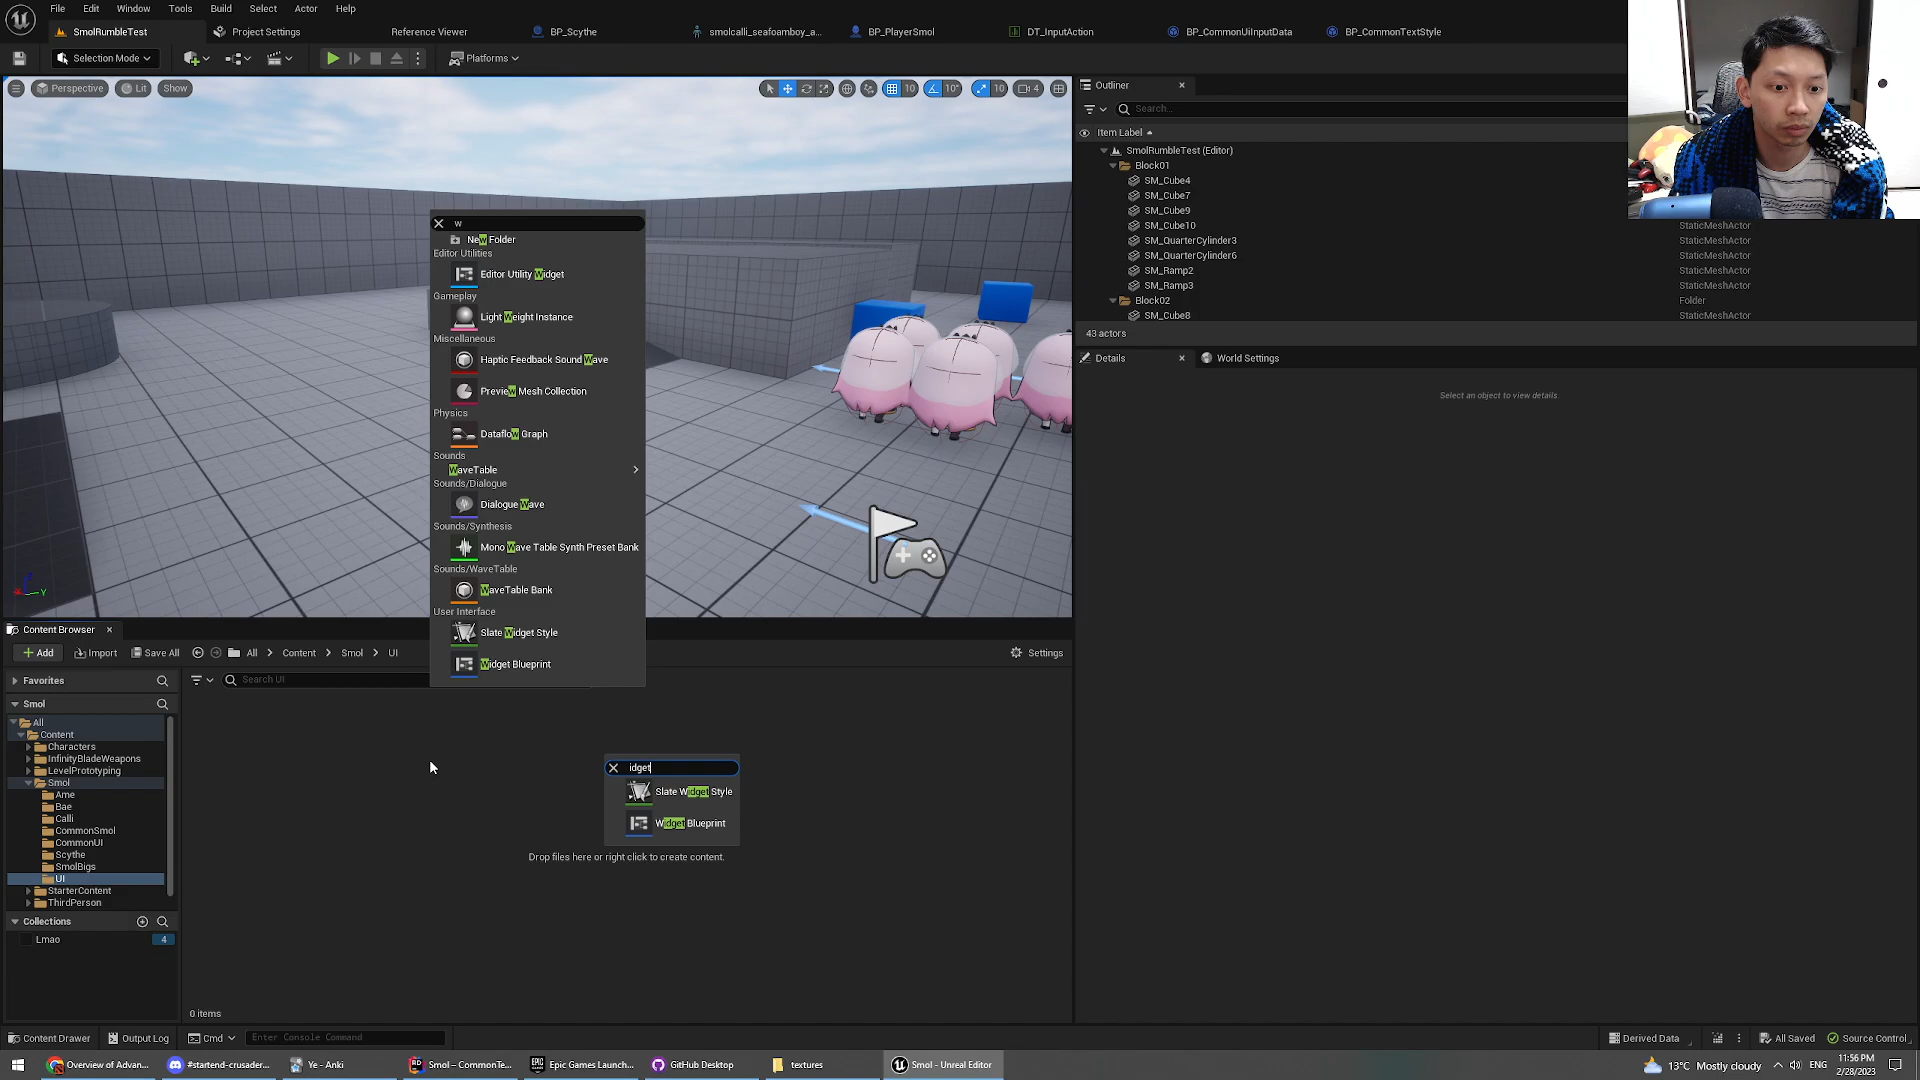 File Edit Window Tools Build Select Actor Help
SmolRumbleTest Project Settings Reference Viewer BP_Scythe smolcalli_seafoamboy_a... BP_PlayerSmol DT_InputAction BP_CommonUiInputData BP_CommonTextStyle
Selection Mode Platforms
Perspective Lit Show 10 10° 10 4
Outliner
Search...
Item Label
SmolRumbleTest (Editor)
Block01
SM_Cube4
SM_Cube7
SM_Cube9
SM_Cube10 StaticMeshActor
SM_QuarterCylinder3 StaticMeshActor
SM_QuarterCylinder6 StaticMeshActor
SM_Ramp2 StaticMeshActor
SM_Ramp3 StaticMeshActor
Block02 Folder
SM_Cube8 StaticMeshActor
43 actors
Details World Settings
Select an object to view details.
w
New Folder
Editor Utilities
Editor Utility Widget
Gameplay
Light Weight Instance
Miscellaneous
Haptic Feedback Sound Wave
Preview Mesh Collection
Physics
Dataflow Graph
Sounds
WaveTable
Sounds/Dialogue
Dialogue Wave
Sounds/Synthesis
Mono Wave Table Synth Preset Bank
Sounds/WaveTable
WaveTable Bank
User Interface
Slate Widget Style
Widget Blueprint
Y
Content Browser
Add Import Save All All Content Smol UI Settings
Favorites
Search UI
Smol
All
Content
Characters
InfinityBladeWeapons
LevelPrototyping
Smol
Ame
Bae
Calli
CommonSmol
CommonUI
Scythe
SmolBigs
UI
StarterContent
ThirdPerson
Collections
Lmao 4
idget
Slate Widget Style
Widget Blueprint
Drop files here or right click to create content.
0 items
Content Drawer Output Log Cmd Enter Console Command Derived Data All Saved Source Control
Overview of Advan... #startend-crusader... Ye - Anki Smol – CommonTe... Epic Games Launch... GitHub Desktop textures Smol - Unreal Editor
13°C Mostly cloudy ENG 11:56 PM 2/28/2023